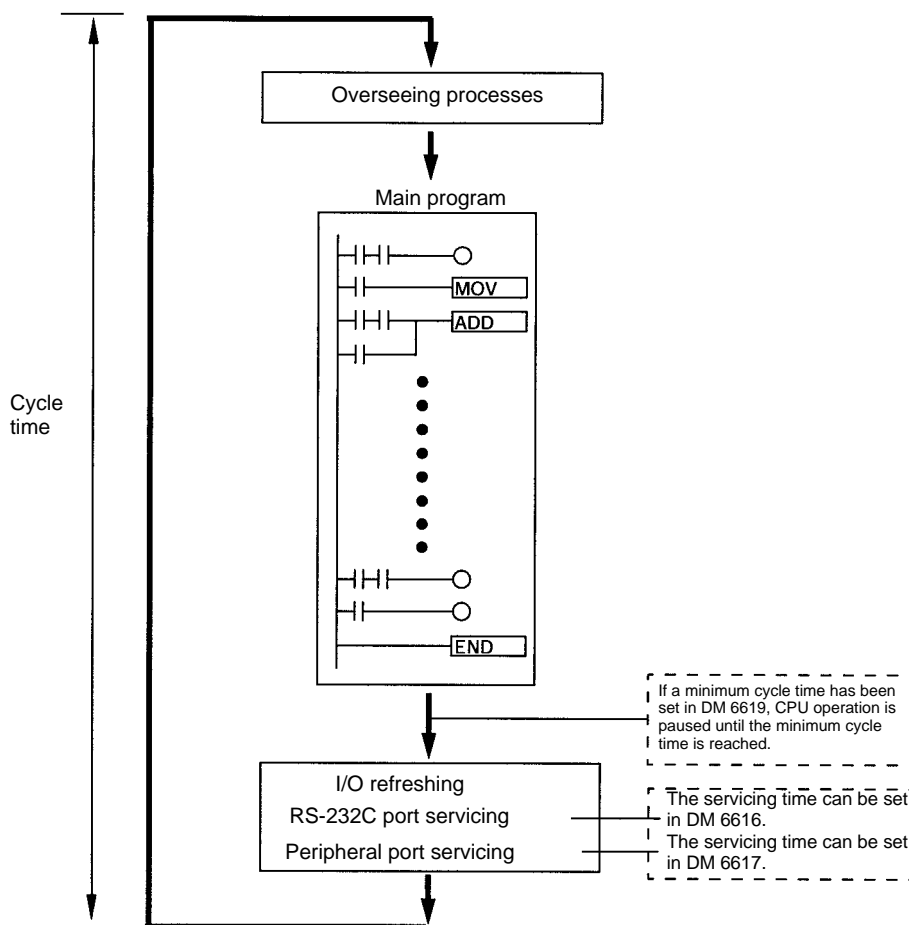 Overseeing processes
Main program
MOV
ADD
Cycle
time
END
If a minimum cycle time has been
set in DM 6619, CPU operation is
paused until the minimum cycle
time is reached.
I/O refreshing
RS-232C port servicing
Peripheral port servicing
The servicing time can be set
in DM 6616.
The servicing time can be set
in DM 6617.